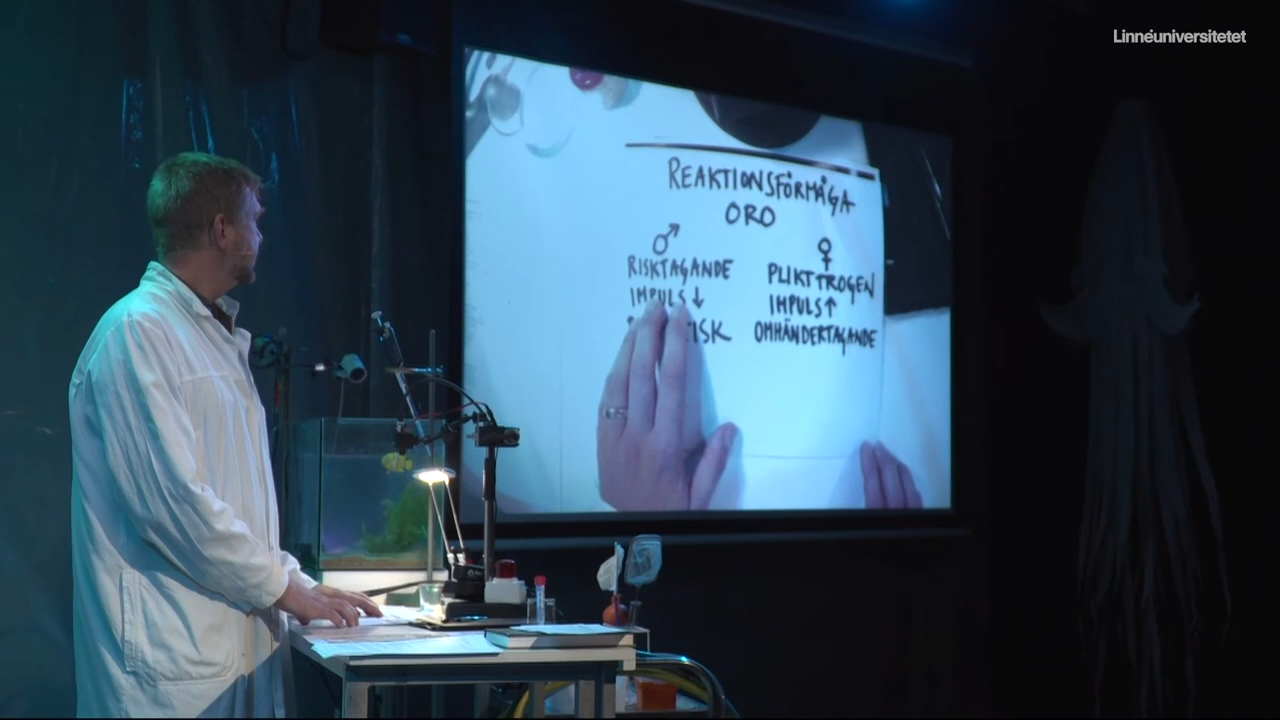 Linnéuniversitetet
REAKTIONSFÖRMÅGA
ORO
♂ ♀
RISKTAGANDE PLIKTTROGEN
IMPULS↓ IMPULS↑
OMHÄNDERTAGANDE